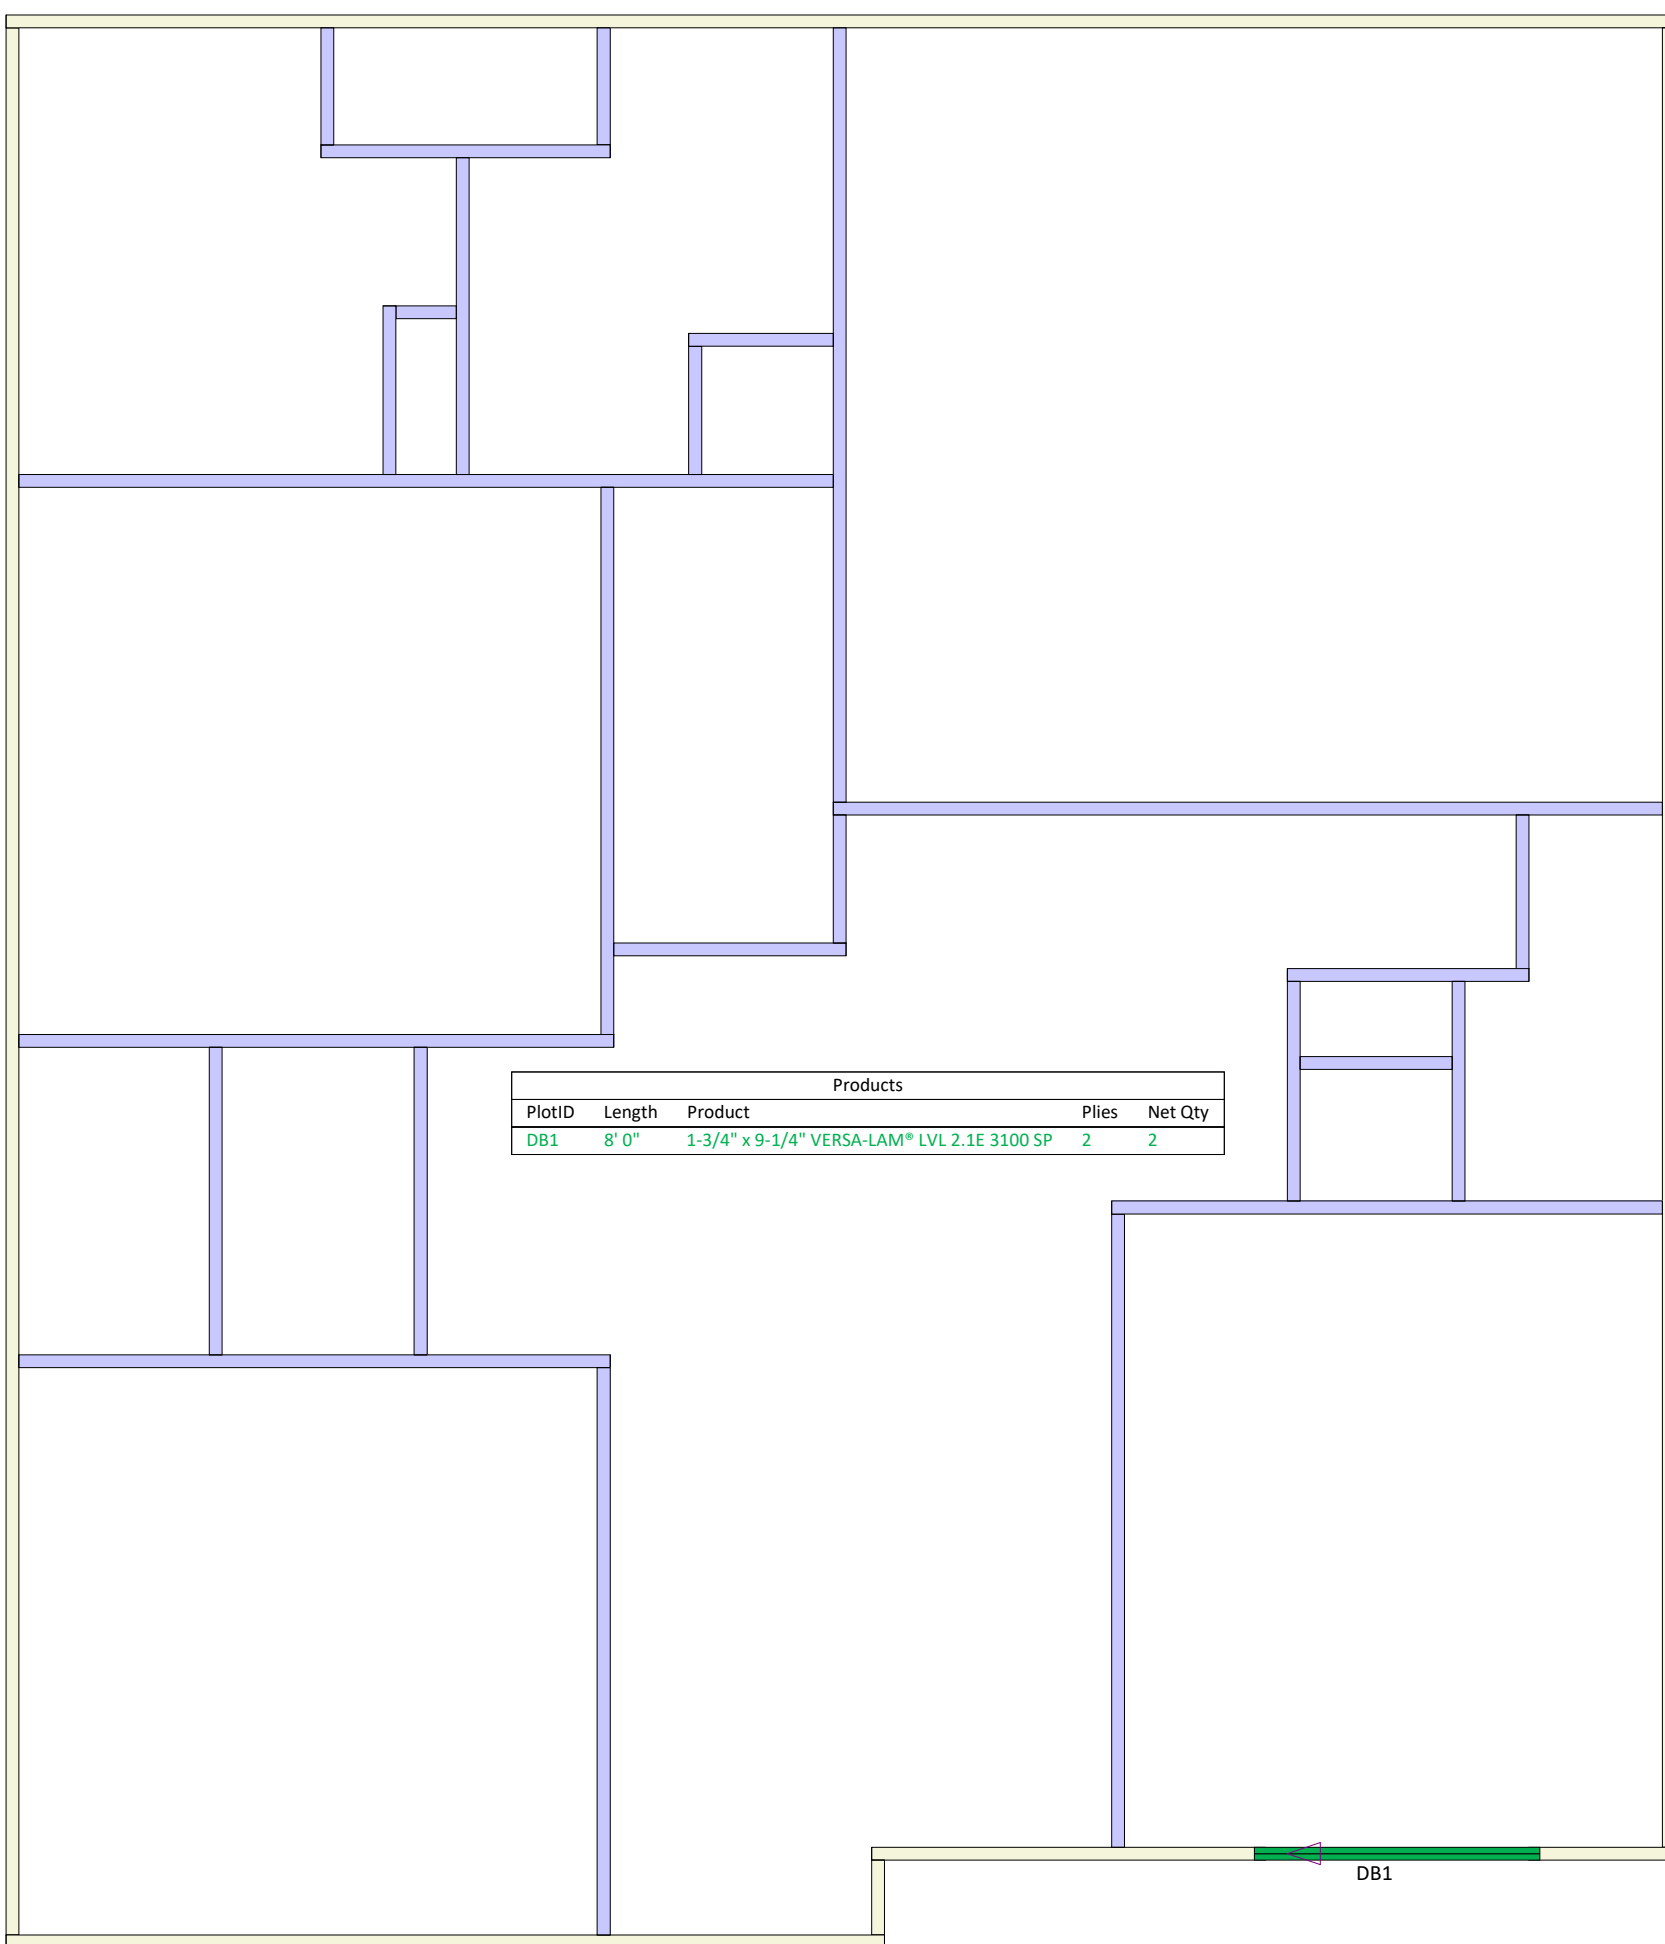 Products
PlotID Length Product Plies Net Qty
DB1 8' 0" 1-3/4" x 9-1/4" VERSA-LAM® LVL 2.1E 3100 SP 2 2
DB1